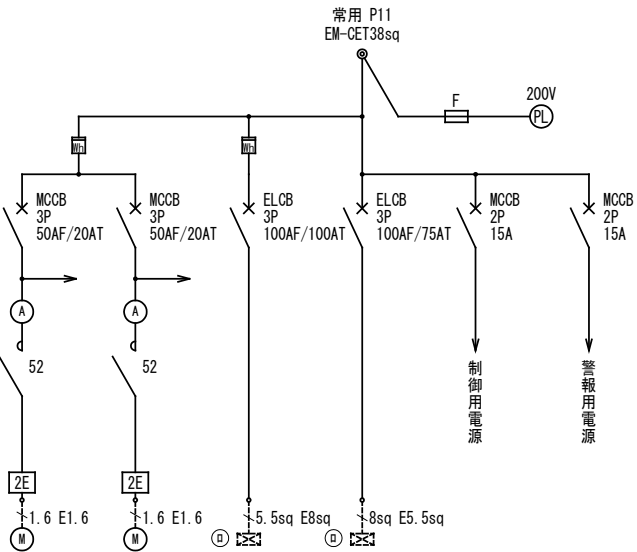 常用 P11
EM-CET38sq
F
200V
PL
Wh
Wh
MCCB
3P
50AF/20AT
MCCB
3P
50AF/20AT
ELCB
3P
100AF/100AT
ELCB
3P
100AF/75AT
MCCB
2P
15A
MCCB
2P
15A
A
A
52
52
制御用電源
警報用電源
2E
2E
1.6 E1.6
1.6 E1.6
5.5sq E8sq
8sq E5.5sq
M
M
ロ
ロ